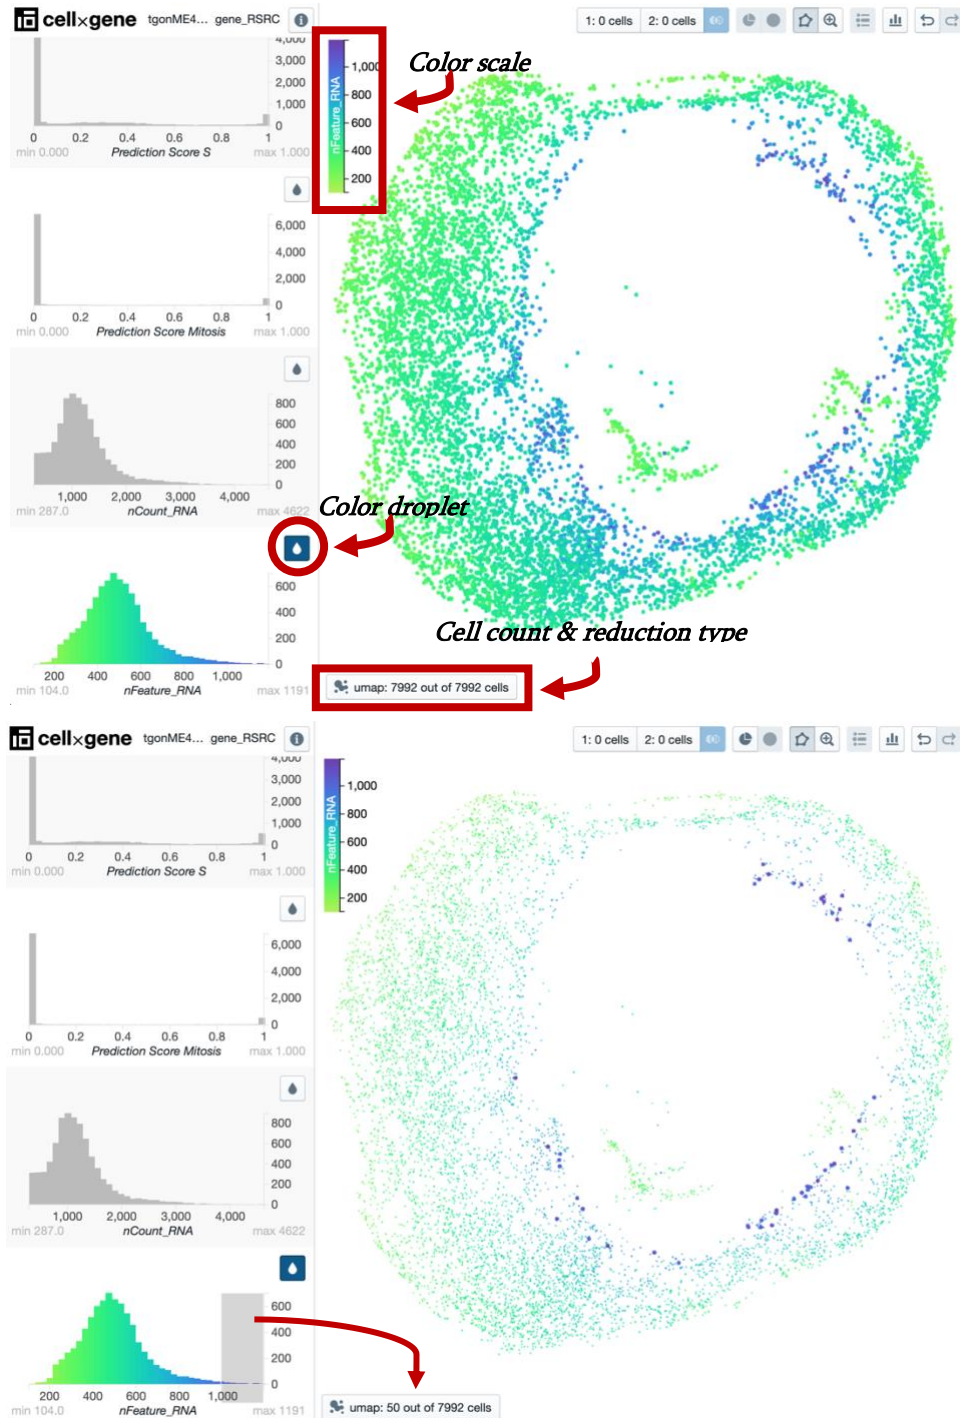 cell×gene tgonME4... gene_RSRC
1: 0 cells 2: 0 cells
4,000
3,000
2,000
1,000
0
0 0.2 0.4 0.6 0.8 1
min 0.000 Prediction Score S max 1.000
nFeature_RNA
1,000
800
600
400
200
Color scale
6,000
4,000
2,000
0
0 0.2 0.4 0.6 0.8 1
min 0.000 Prediction Score Mitosis max 1.000
800
600
400
200
0
1,000 2,000 3,000 4,000
min 287.0 nCount_RNA max 4622
Color droplet
600
400
200
0
200 400 600 800 1,000
min 104.0 nFeature_RNA max 1191
Cell count & reduction type
umap: 7992 out of 7992 cells
cell×gene tgonME4... gene_RSRC
1: 0 cells 2: 0 cells
4,000
3,000
2,000
1,000
0
0 0.2 0.4 0.6 0.8 1
min 0.000 Prediction Score S max 1.000
nFeature_RNA
1,000
800
600
400
200
6,000
4,000
2,000
0
0 0.2 0.4 0.6 0.8 1
min 0.000 Prediction Score Mitosis max 1.000
800
600
400
200
0
1,000 2,000 3,000 4,000
min 287.0 nCount_RNA max 4622
600
400
200
0
200 400 600 800 1,000
min 104.0 nFeature_RNA max 1191
umap: 50 out of 7992 cells